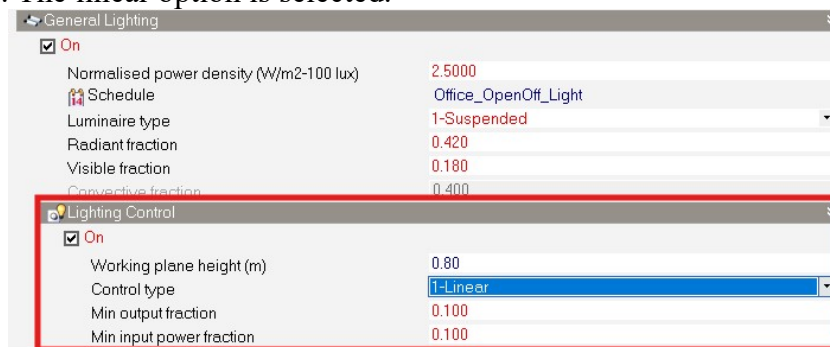 . The linear option is selected.
General Lighting
On
Normalised power density (W/m2-100 lux) 2.5000
Schedule Office_OpenOff_Light
Luminaire type 1-Suspended
Radiant fraction 0.420
Visible fraction 0.180
Convective fraction 0.400
Lighting Control
On
Working plane height (m) 0.80
Control type 1-Linear
Min output fraction 0.100
Min input power fraction 0.100